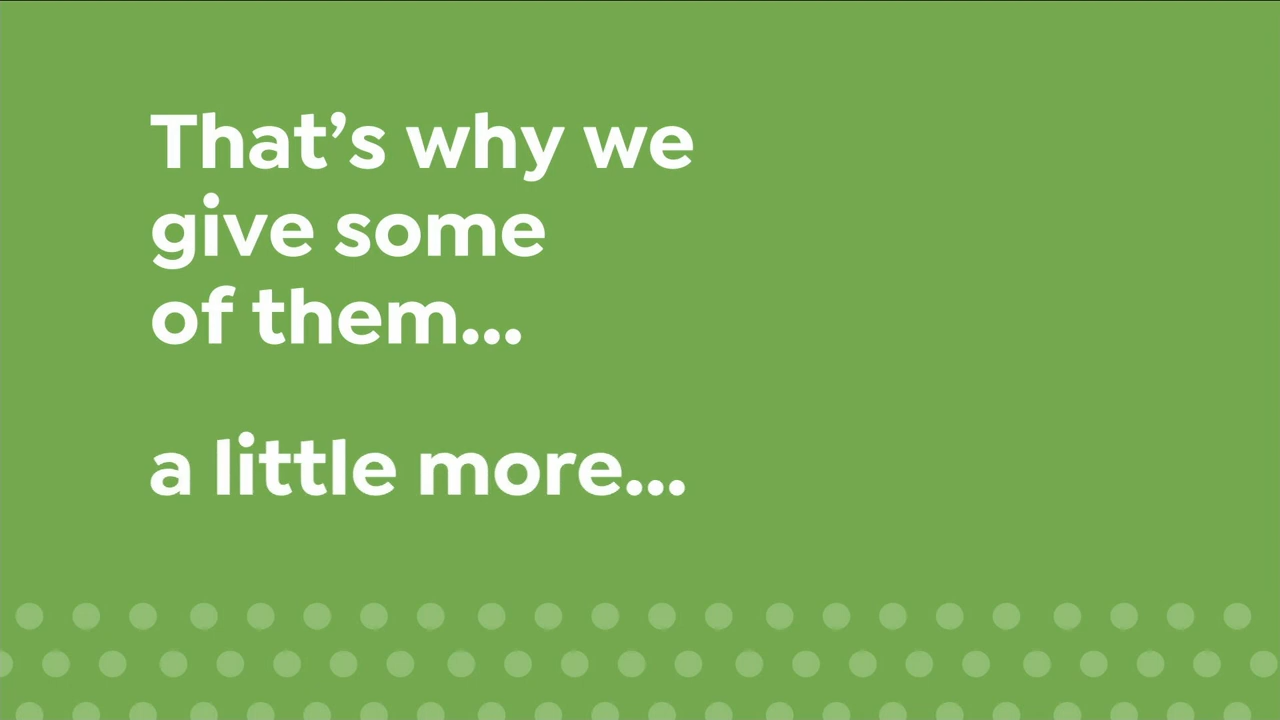 That’s why we
give some
of them...
a little more...